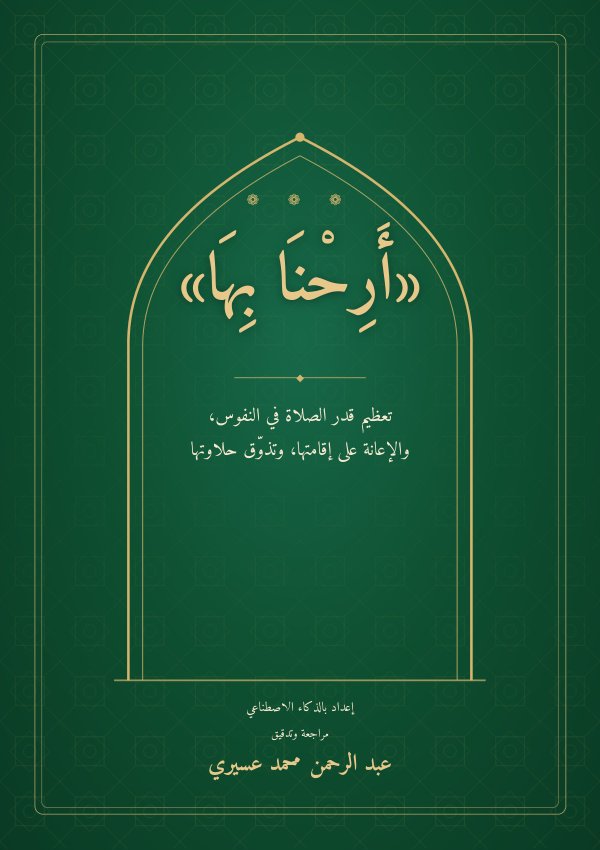 «أَرِحْنَا بِهَا»
تعظيم قدر الصلاة في النفوس،
والإعانة على إقامتها، وتذوّق حلاوتها
إعداد بالذكاء الاصطناعي
مراجعة وتدقيق
عبد الرحمن محمد عسيري